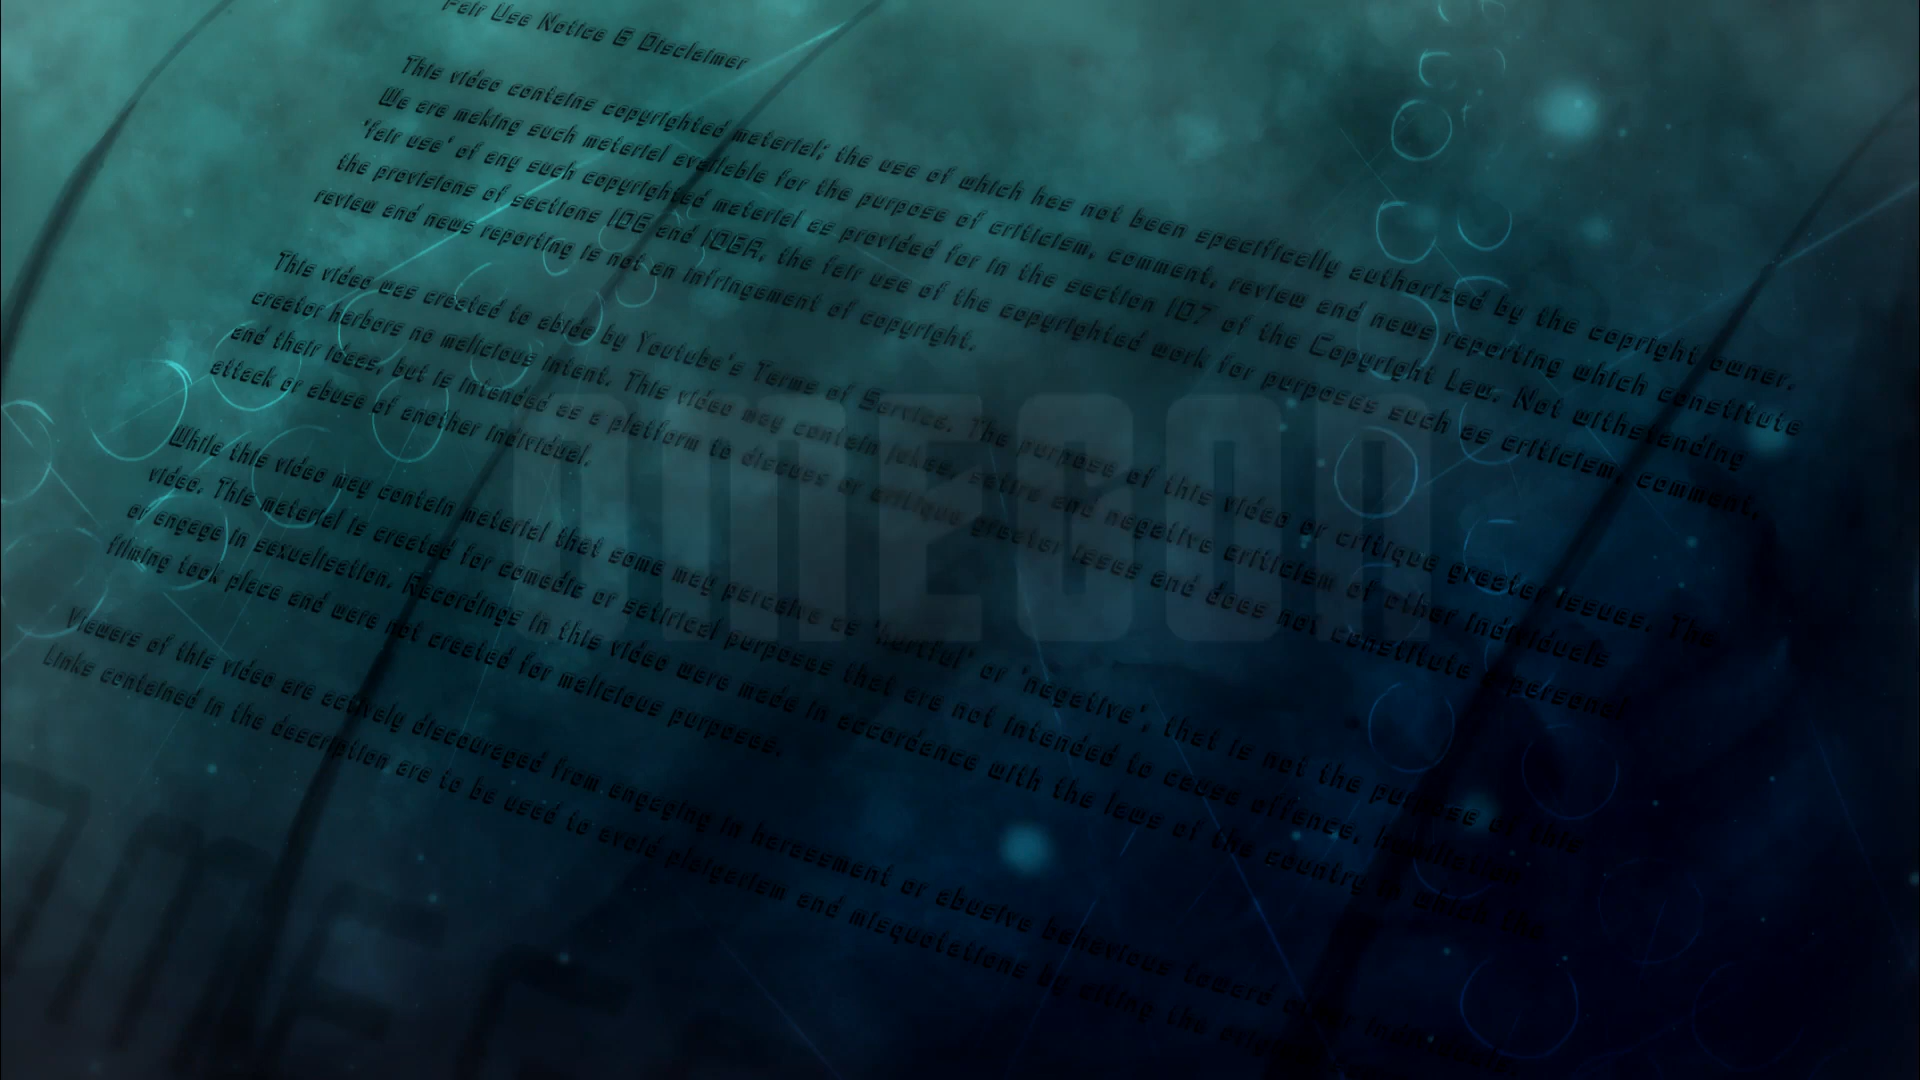 Fair Use Notice & Disclaimer
This video contains copyrighted material; the use of which has not been specifically authorized by the copright owner.
We are making such material available for the purpose of criticism, comment, review and news reporting which constitute
'fair use' of any such copyrighted material as provided for in the section 107 of the Copyright Law. Not withstanding
the provisions of sections 106 and 106A, the fair use of the copyrighted work for purposes such as criticism, comment,
review and news reporting is not an infringement of copyright.
This video was created to abide by Youtube's Terms of Service. The purpose of this video or critique greater issues. The
creator harbors no malicious intent. This video may contain jokes, satire and negative criticism of other individuals
and their ideas, but is intended as a platform to discuss or critique greater isses and does not constitute a personal
attack or abuse of another individual.
While this video may contain material that some may perceive as 'hurtful' or 'negative', that is not the purpose of this
video. This material is created for comedic or satirical purposes that are not intended to cause offence, humiliation
or engage in sexualisation. Recordings in this video were made in accordance with the laws of the country in which the
filming took place and were not created for malicious purposes.
Viewers of this video are actively discouraged from engaging in harassment or abusive behavious toward other individuals.
Links contained in the description are to be used to avoid plaigarism and misquotations by citing the
OMEGON